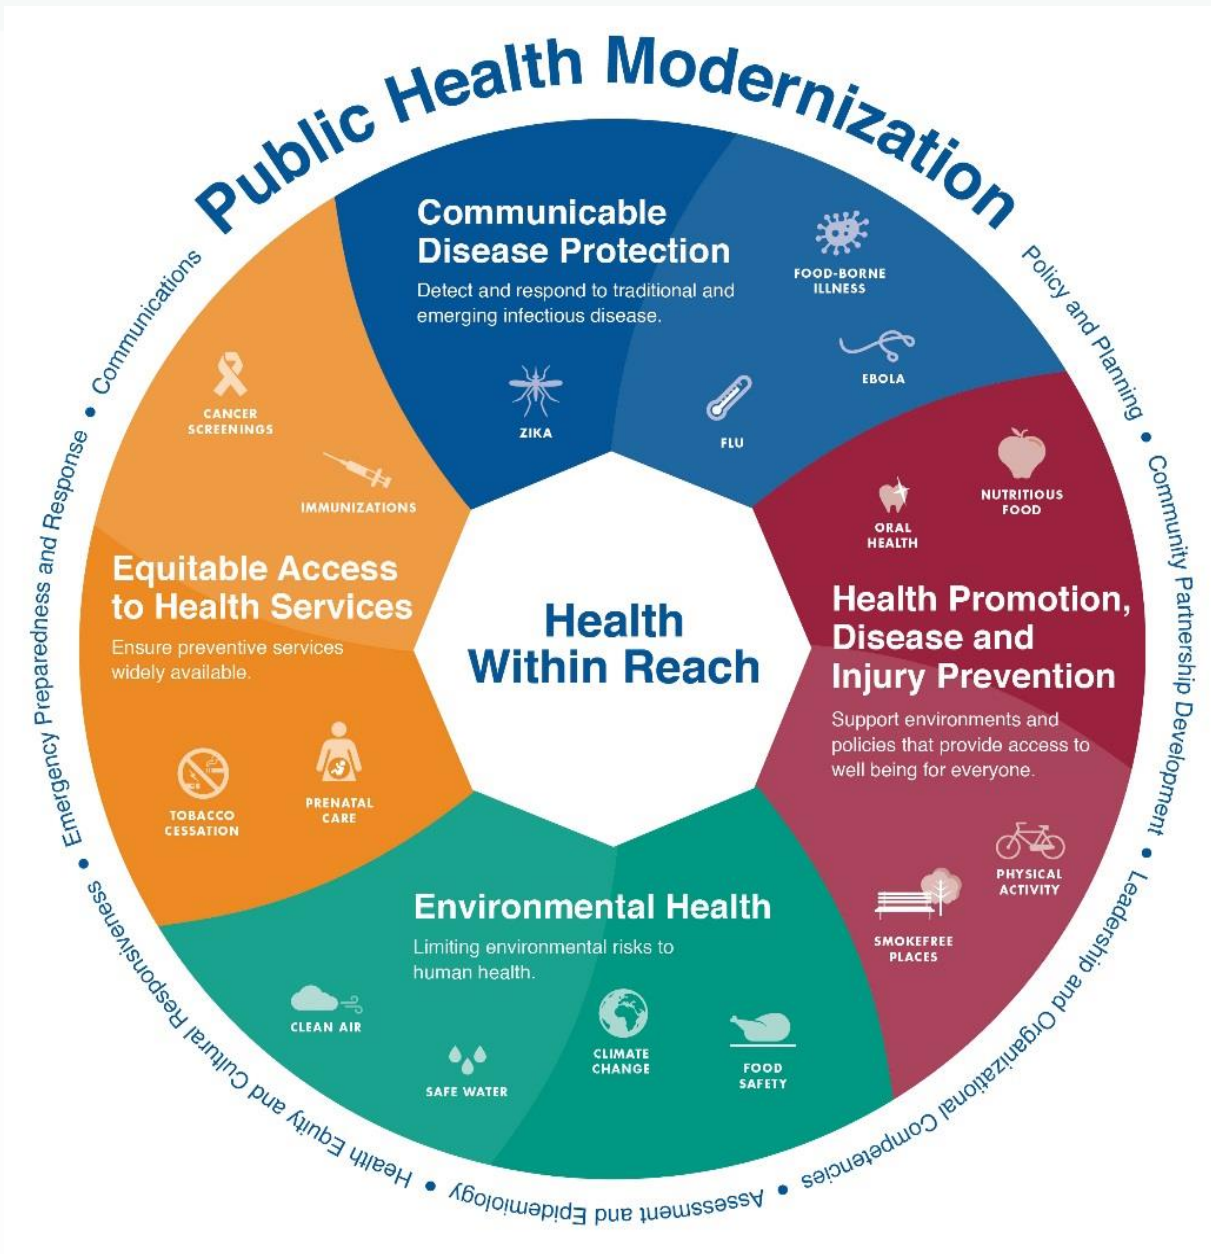 Public Health Modernization
Communicable
Disease Protection
Detect and respond to traditional and
emerging infectious disease.
ZIKA
FLU
EBOLA
FOOD-BORNE
ILLNESS
NUTRITIOUS
FOOD
ORAL
HEALTH
Health Promotion,
Disease and
Injury Prevention
Support environments and
policies that provide access to
well being for everyone.
PHYSICAL
ACTIVITY
SMOKEFREE
PLACES
Environmental Health
Limiting environmental risks to
human health.
CLEAN AIR
SAFE WATER
CLIMATE
CHANGE
FOOD
SAFETY
Equitable Access
to Health Services
Ensure preventive services
widely available.
CANCER
SCREENINGS
IMMUNIZATIONS
TOBACCO
CESSATION
PRENATAL
CARE
Health
Within Reach
Policy and Planning • Community Partnership Development • Leadership and Organizational Competencies • Assessment and Epidemiology • Health Equity and Cultural Responsiveness • Emergency Preparedness and Response • Communications